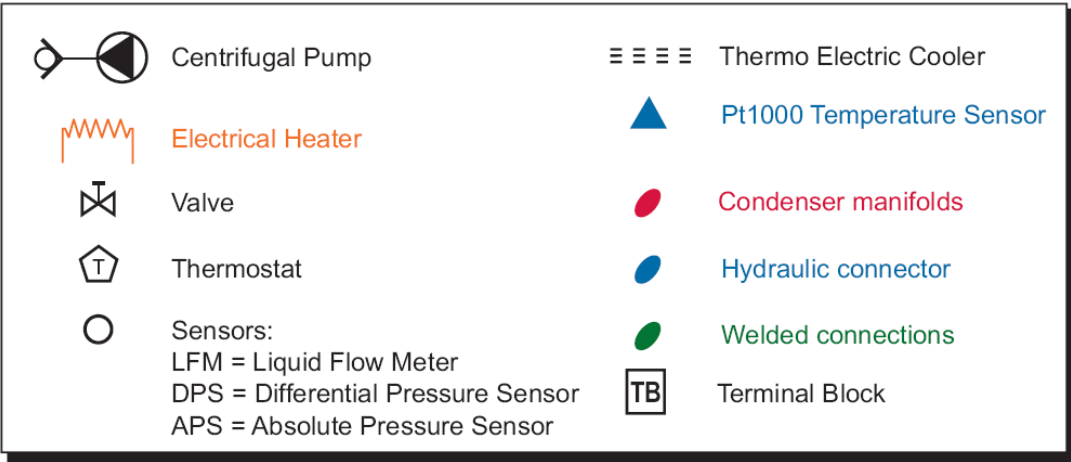 Centrifugal Pump
Electrical Heater
Valve
T
Thermostat
Sensors:
LFM = Liquid Flow Meter
DPS = Differential Pressure Sensor
APS = Absolute Pressure Sensor
Thermo Electric Cooler
Pt1000 Temperature Sensor
Condenser manifolds
Hydraulic connector
Welded connections
TB
Terminal Block